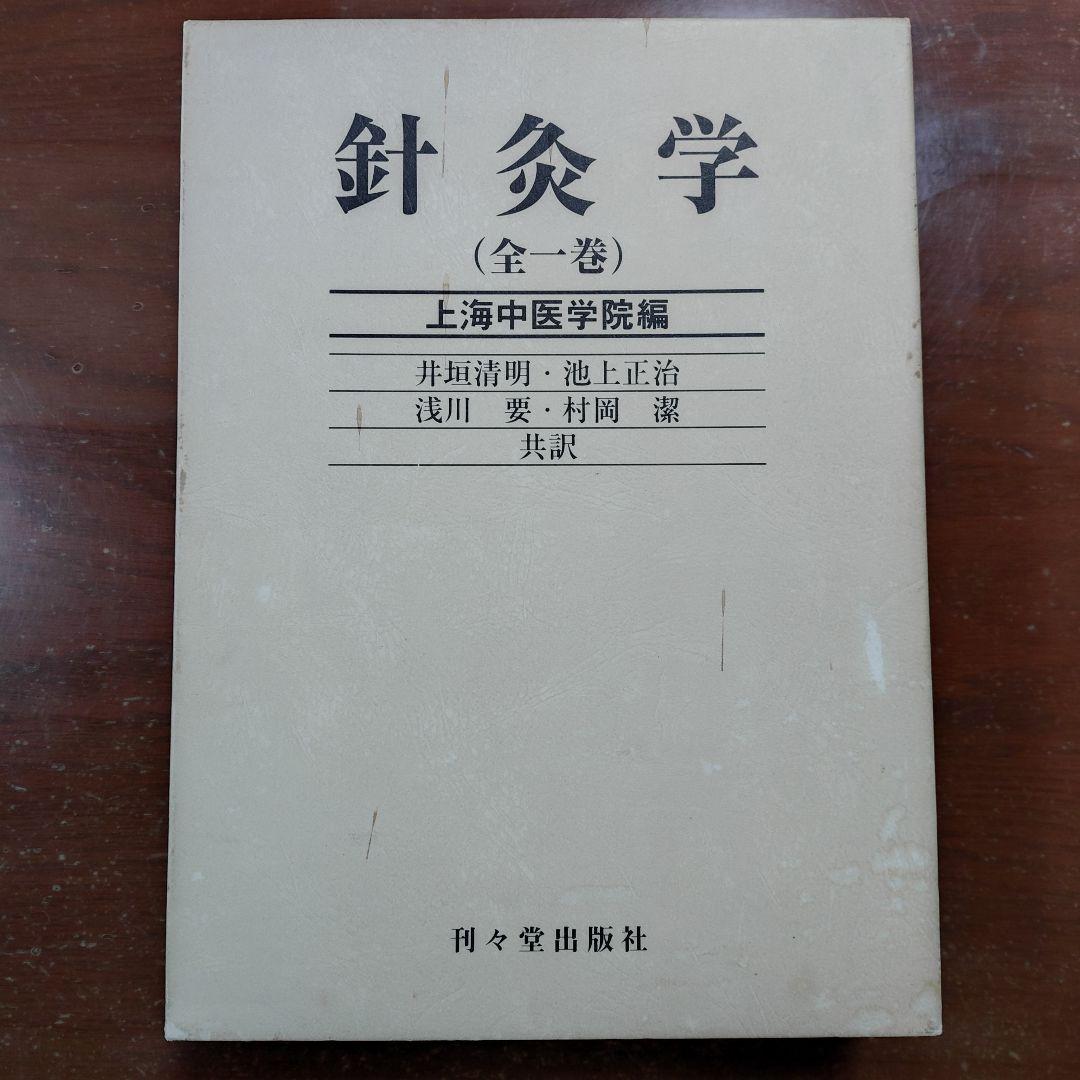 針灸学
（全一巻）
上海中医学院編
井垣清明・池上正治
浅川　要・村岡　潔
共訳
刊々堂出版社